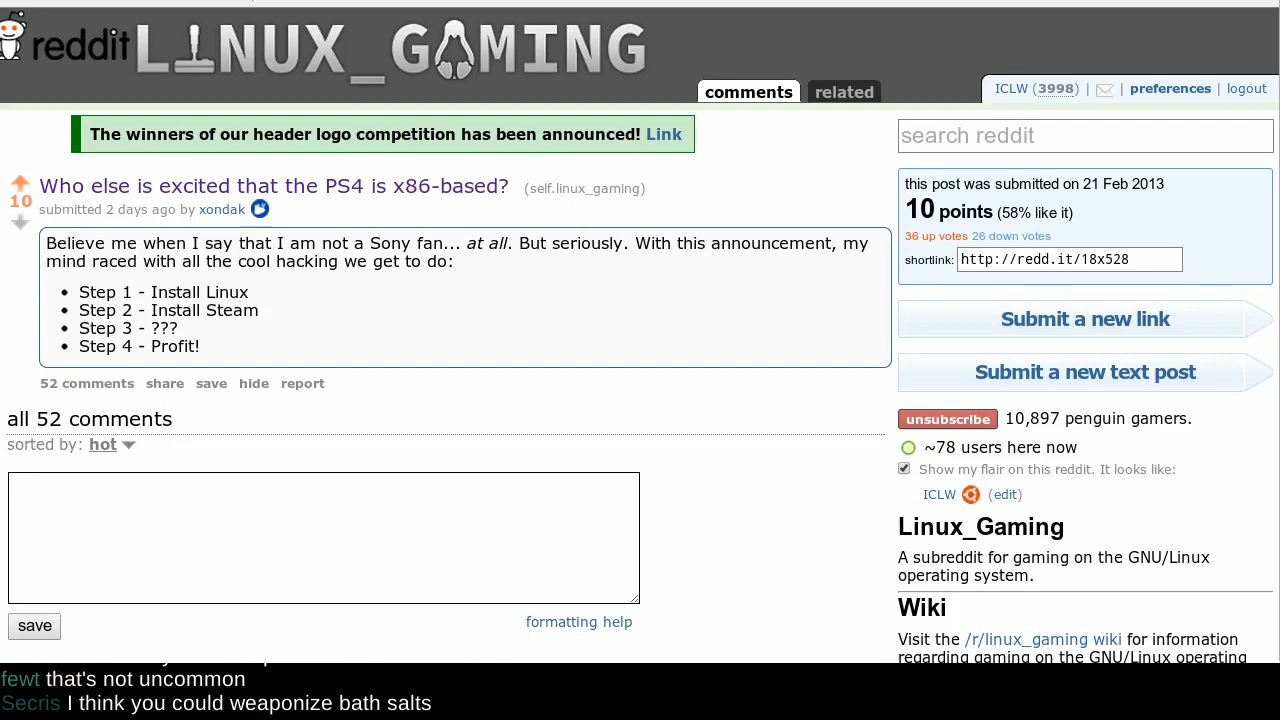 reddit LINUX_GAMING
comments related
ICLW (3998) | | preferences | logout
The winners of our header logo competition has been announced! Link
search reddit
10
Who else is excited that the PS4 is x86-based? (self.linux_gaming)
submitted 2 days ago by xondak
Believe me when I say that I am not a Sony fan... at all. But seriously. With this announcement, my
mind raced with all the cool hacking we get to do:
• Step 1 - Install Linux
• Step 2 - Install Steam
• Step 3 - ???
• Step 4 - Profit!
52 comments share save hide report
all 52 comments
sorted by: hot
save
formatting help
this post was submitted on 21 Feb 2013
10 points (58% like it)
36 up votes 26 down votes
shortlink: http://redd.it/18x528
Submit a new link
Submit a new text post
unsubscribe 10,897 penguin gamers.
~78 users here now
Show my flair on this reddit. It looks like:
ICLW (edit)
Linux_Gaming
A subreddit for gaming on the GNU/Linux
operating system.
Wiki
Visit the /r/linux_gaming wiki for information
regarding gaming on the GNU/Linux operating
fewt that's not uncommon
Secris I think you could weaponize bath salts